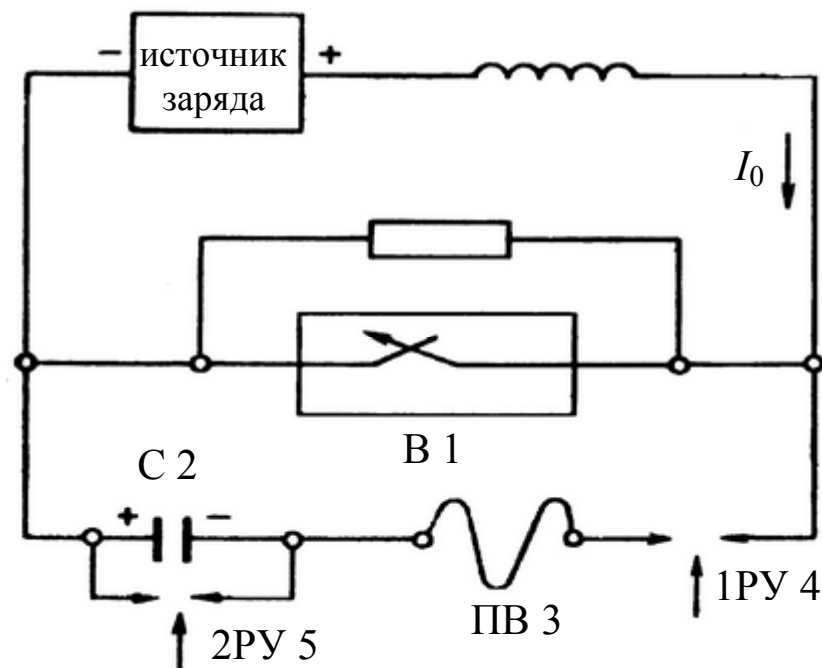 − источник +
заряда
I₀
В 1
С 2
+ −
1РУ 4
ПВ 3
2РУ 5